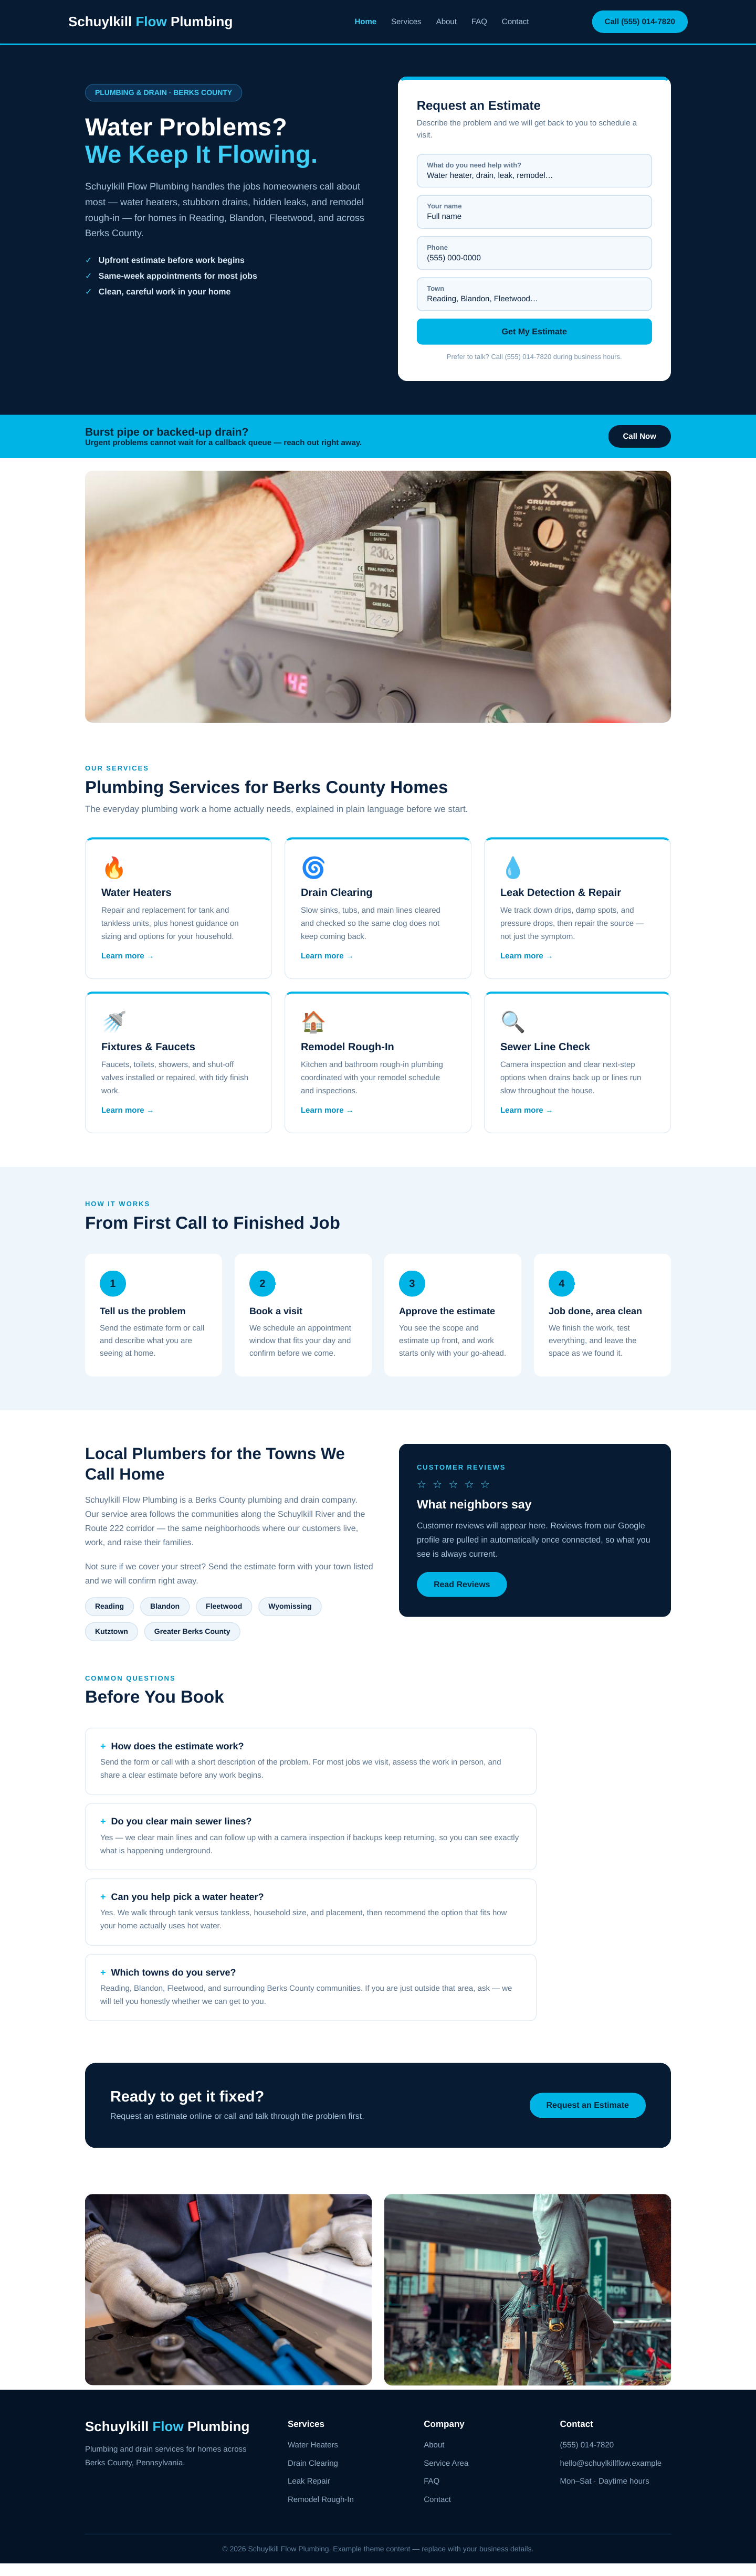 Schuylkill Flow Plumbing
Home Services About FAQ Contact
Call (555) 014-7820
PLUMBING & DRAIN · BERKS COUNTY
Water Problems?
We Keep It Flowing.
Schuylkill Flow Plumbing handles the jobs homeowners call about
most — water heaters, stubborn drains, hidden leaks, and remodel
rough-in — for homes in Reading, Blandon, Fleetwood, and across
Berks County.
✓ Upfront estimate before work begins
✓ Same-week appointments for most jobs
✓ Clean, careful work in your home
Request an Estimate
Describe the problem and we will get back to you to schedule a
visit.
What do you need help with?
Water heater, drain, leak, remodel…
Your name
Full name
Phone
(555) 000-0000
Town
Reading, Blandon, Fleetwood…
Get My Estimate
Prefer to talk? Call (555) 014-7820 during business hours.
Burst pipe or backed-up drain?
Urgent problems cannot wait for a callback queue — reach out right away.
Call Now
GRUNDFOS
Low Energy
ELECTRICAL SAFETY
230S
FINAL FUNCTION
2115
CODE SEAL
OUR SERVICES
Plumbing Services for Berks County Homes
The everyday plumbing work a home actually needs, explained in plain language before we start.
Water Heaters
Repair and replacement for tank and
tankless units, plus honest guidance on
sizing and options for your household.
Learn more →
Drain Clearing
Slow sinks, tubs, and main lines cleared
and checked so the same clog does not
keep coming back.
Learn more →
Leak Detection & Repair
We track down drips, damp spots, and
pressure drops, then repair the source —
not just the symptom.
Learn more →
Fixtures & Faucets
Faucets, toilets, showers, and shut-off
valves installed or repaired, with tidy finish
work.
Learn more →
Remodel Rough-In
Kitchen and bathroom rough-in plumbing
coordinated with your remodel schedule
and inspections.
Learn more →
Sewer Line Check
Camera inspection and clear next-step
options when drains back up or lines run
slow throughout the house.
Learn more →
HOW IT WORKS
From First Call to Finished Job
1
Tell us the problem
Send the estimate form or call
and describe what you are
seeing at home.
2
Book a visit
We schedule an appointment
window that fits your day and
confirm before we come.
3
Approve the estimate
You see the scope and
estimate up front, and work
starts only with your go-ahead.
4
Job done, area clean
We finish the work, test
everything, and leave the
space as we found it.
Local Plumbers for the Towns We
Call Home
Schuylkill Flow Plumbing is a Berks County plumbing and drain company.
Our service area follows the communities along the Schuylkill River and the
Route 222 corridor — the same neighborhoods where our customers live,
work, and raise their families.
Not sure if we cover your street? Send the estimate form with your town listed
and we will confirm right away.
Reading Blandon Fleetwood Wyomissing
Kutztown Greater Berks County
CUSTOMER REVIEWS
☆ ☆ ☆ ☆ ☆
What neighbors say
Customer reviews will appear here. Reviews from our Google
profile are pulled in automatically once connected, so what you
see is always current.
Read Reviews
COMMON QUESTIONS
Before You Book
+ How does the estimate work?
Send the form or call with a short description of the problem. For most jobs we visit, assess the work in person, and
share a clear estimate before any work begins.
+ Do you clear main sewer lines?
Yes — we clear main lines and can follow up with a camera inspection if backups keep returning, so you can see exactly
what is happening underground.
+ Can you help pick a water heater?
Yes. We walk through tank versus tankless, household size, and placement, then recommend the option that fits how
your home actually uses hot water.
+ Which towns do you serve?
Reading, Blandon, Fleetwood, and surrounding Berks County communities. If you are just outside that area, ask — we
will tell you honestly whether we can get to you.
Ready to get it fixed?
Request an estimate online or call and talk through the problem first.
Request an Estimate
Schuylkill Flow Plumbing
Plumbing and drain services for homes across
Berks County, Pennsylvania.
Services
Water Heaters
Drain Clearing
Leak Repair
Remodel Rough-In
Company
About
Service Area
FAQ
Contact
Contact
(555) 014-7820
hello@schuylkillflow.example
Mon–Sat · Daytime hours
© 2026 Schuylkill Flow Plumbing. Example theme content — replace with your business details.